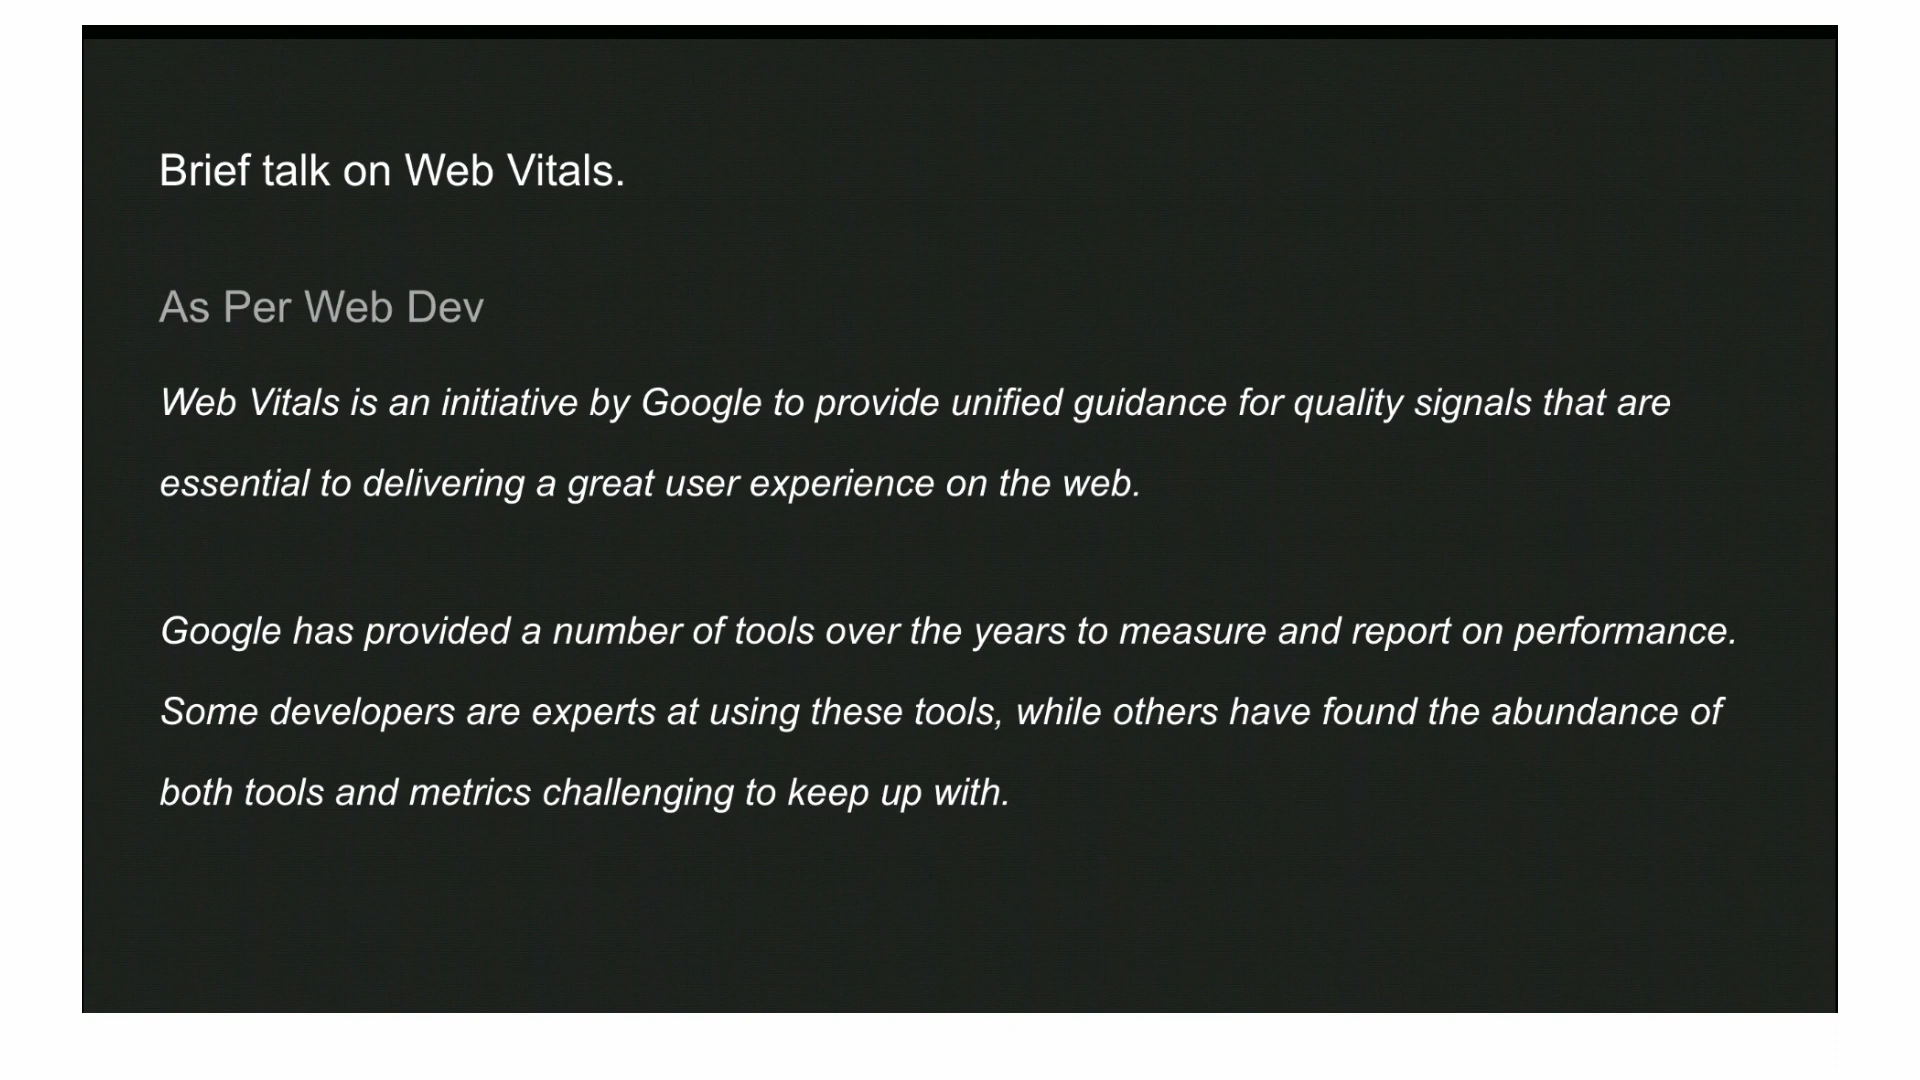 Brief talk on Web Vitals.
As Per Web Dev
Web Vitals is an initiative by Google to provide unified guidance for quality signals that are
essential to delivering a great user experience on the web.
Google has provided a number of tools over the years to measure and report on performance.
Some developers are experts at using these tools, while others have found the abundance of
both tools and metrics challenging to keep up with.